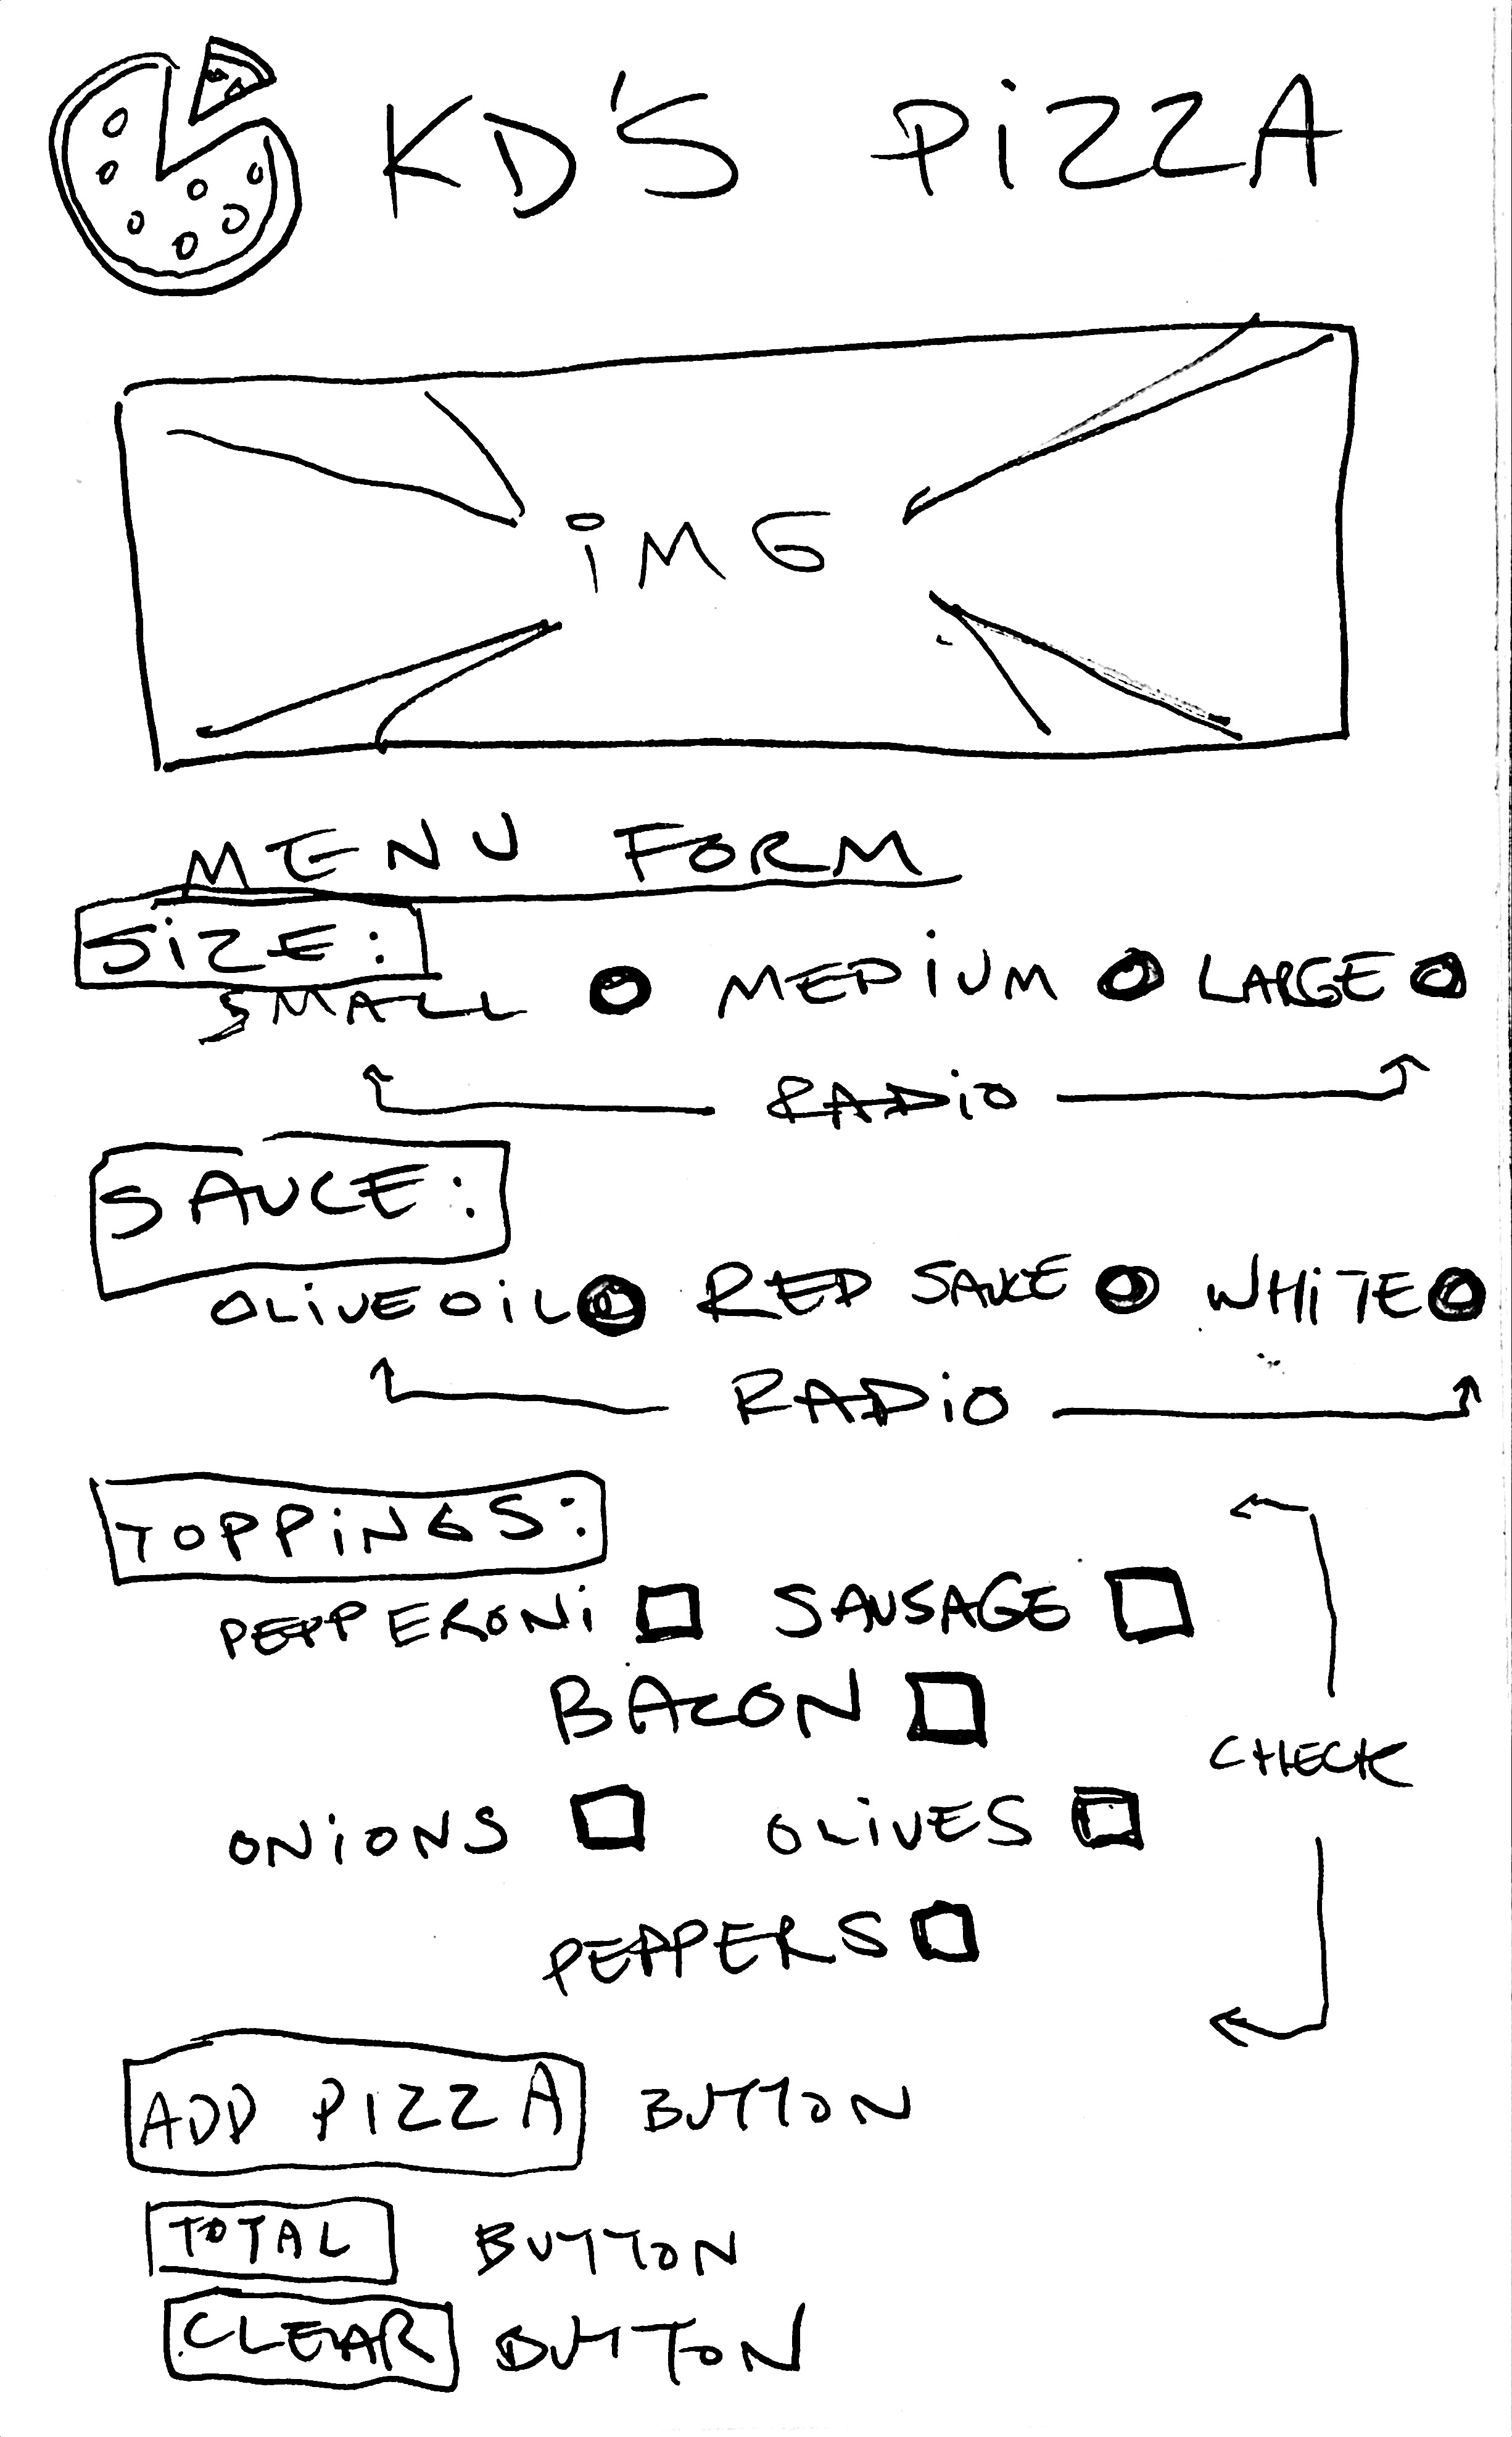 KD'S PiZZA
iMG
MENU FORM
SiZE:
SMALL MEDiUM LARGE
RADiO
SAUCE:
OLiVE OiL RED SAUCE WHiTE
RADiO
TOPPiNGS:
PEPPERONi SAUSAGE
BACON
CHECK
ONiONS OLiVES
PEPPERS
ADD PIZZA BUTTON
TOTAL BUTTON
CLEAR BUTTON